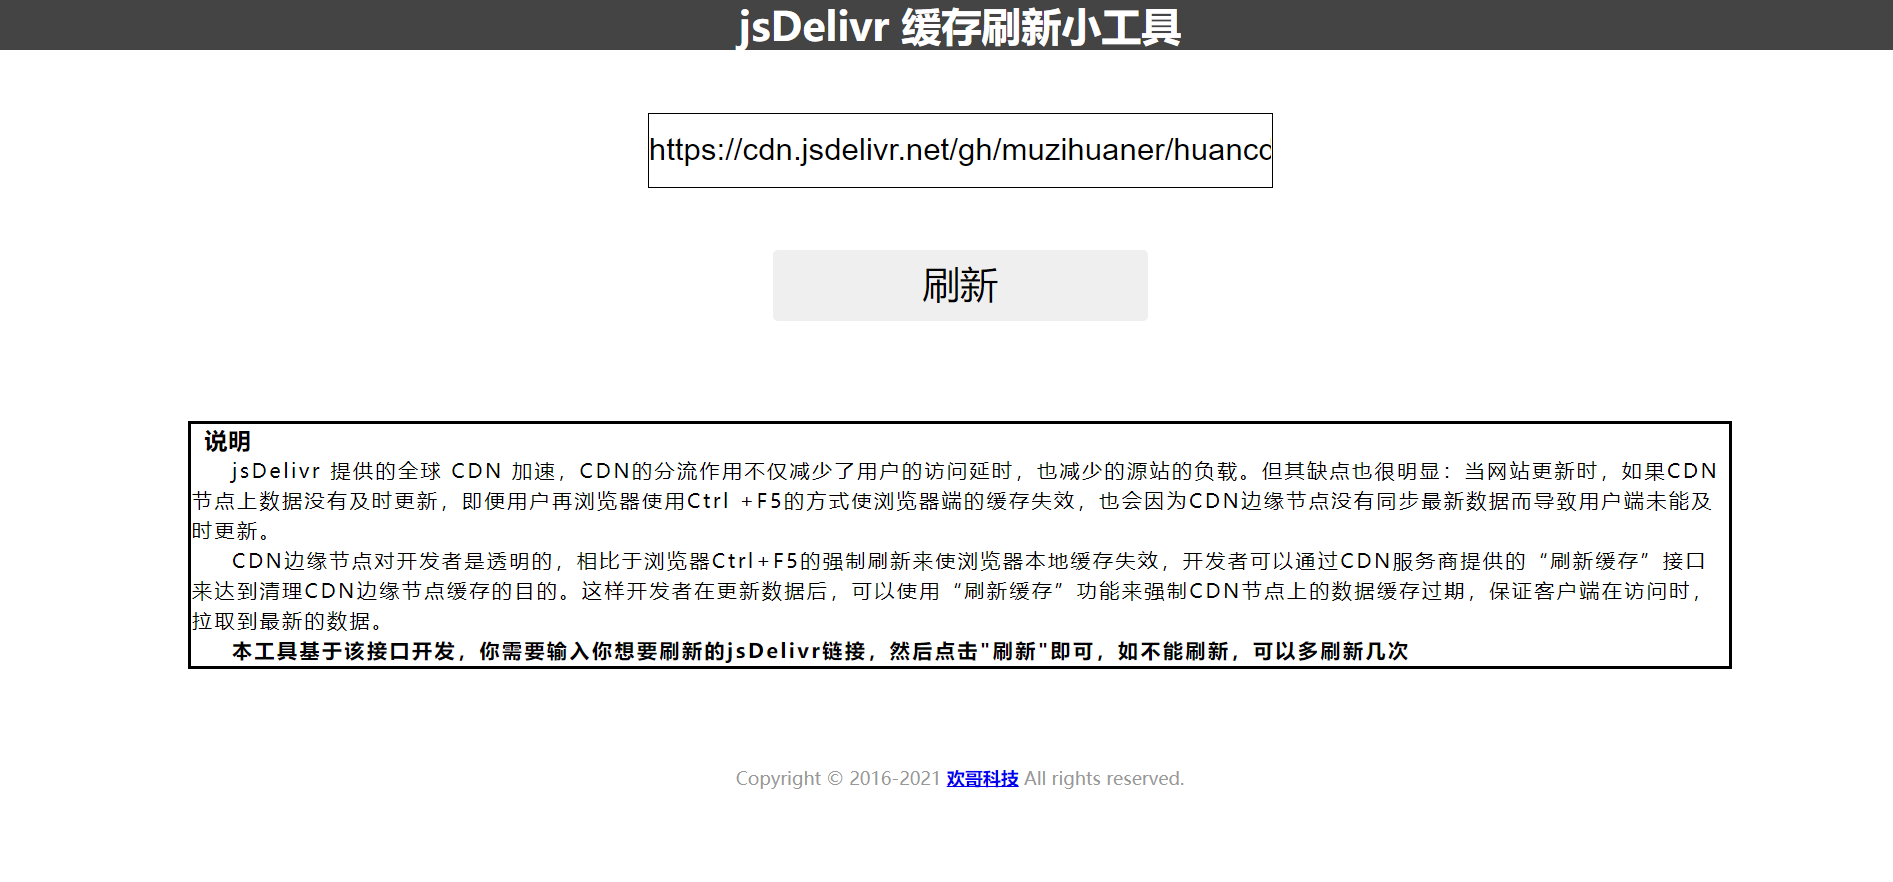 jsDelivr 缓存刷新小工具
https://cdn.jsdelivr.net/gh/muzihuaner/huanc
刷新
说明
jsDelivr 提供的全球 CDN 加速，CDN的分流作用不仅减少了用户的访问延时，也减少的源站的负载。但其缺点也很明显：当网站更新时，如果CDN
节点上数据没有及时更新，即便用户再浏览器使用Ctrl +F5的方式使浏览器端的缓存失效，也会因为CDN边缘节点没有同步最新数据而导致用户端未能及
时更新。
CDN边缘节点对开发者是透明的，相比于浏览器Ctrl+F5的强制刷新来使浏览器本地缓存失效，开发者可以通过CDN服务商提供的“刷新缓存”接口
来达到清理CDN边缘节点缓存的目的。这样开发者在更新数据后，可以使用“刷新缓存”功能来强制CDN节点上的数据缓存过期，保证客户端在访问时，
拉取到最新的数据。
本工具基于该接口开发，你需要输入你想要刷新的jsDelivr链接，然后点击"刷新"即可，如不能刷新，可以多刷新几次
Copyright © 2016-2021 欢哥科技 All rights reserved.